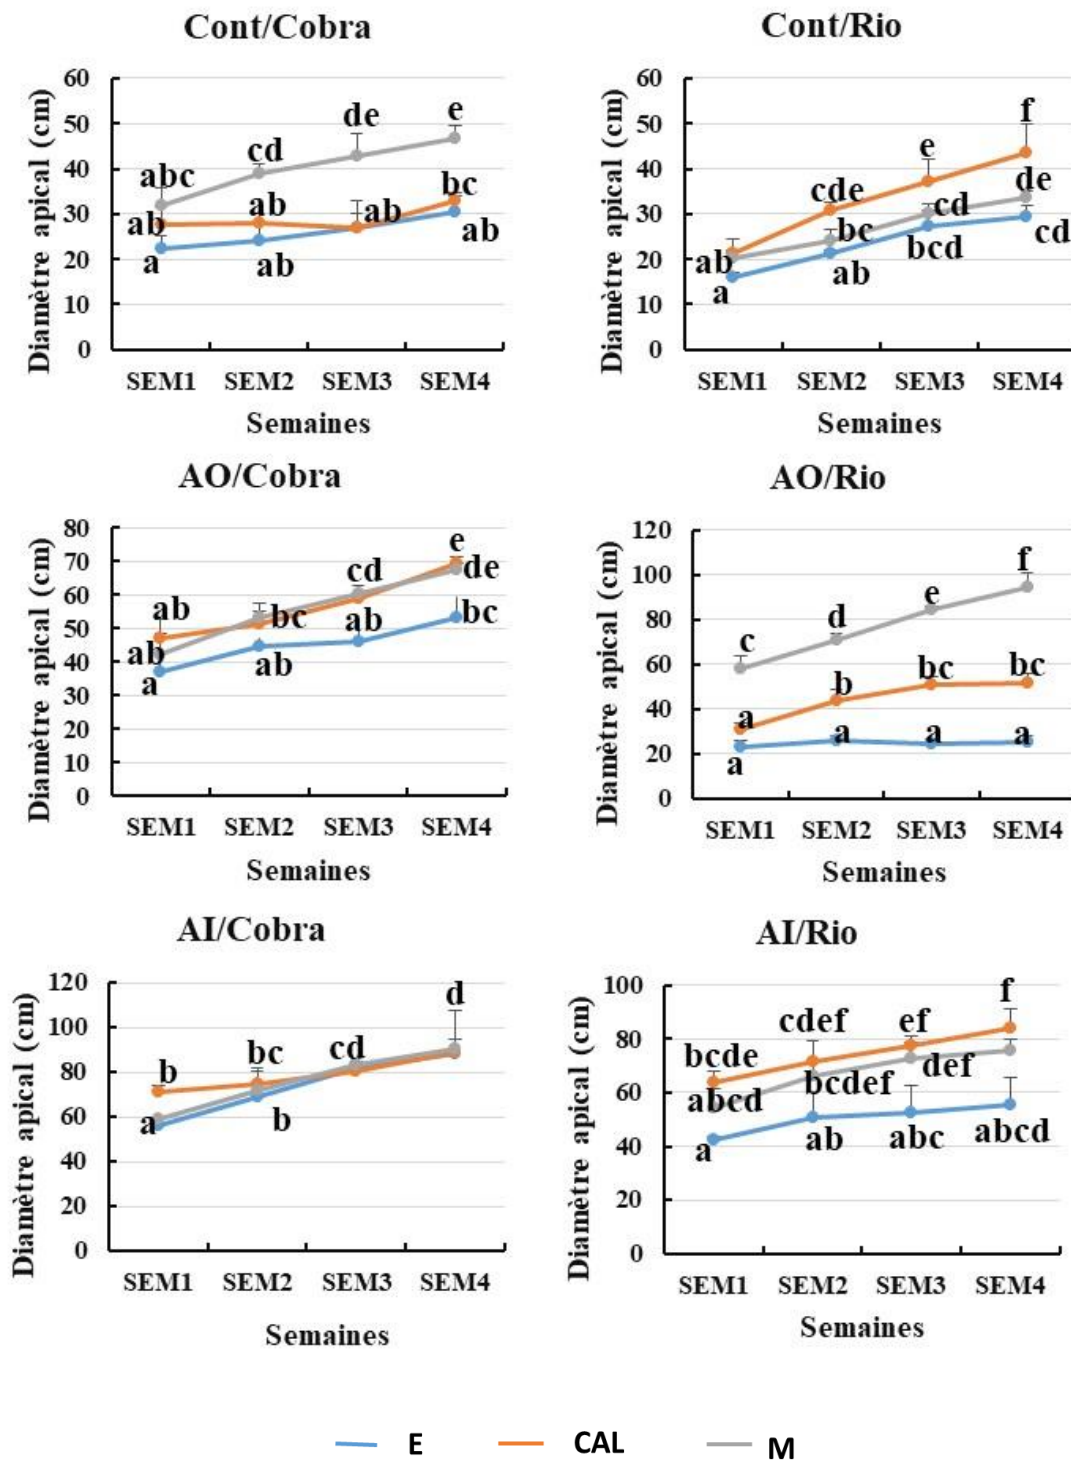 Cont/Cobra
Diamètre apical (cm)
60
50
40
30
20
10
0
abc
cd
de
e
ab
ab
ab
bc
a
ab
ab
SEM1 SEM2 SEM3 SEM4
Semaines
Cont/Rio
Diamètre apical (cm)
60
50
40
30
20
10
0
f
e
cde
de
cd
bc
ab
a
ab
bcd
cd
SEM1 SEM2 SEM3 SEM4
Semaines
AO/Cobra
Diamètre apical (cm)
80
70
60
50
40
30
20
10
0
ab
cd
e
de
ab
bc
ab
bc
a
ab
SEM1 SEM2 SEM3 SEM4
Semaines
AO/Rio
Diamètre apical (cm)
120
100
80
60
40
20
0
c
d
e
f
a
b
bc
bc
a
a
a
a
SEM1 SEM2 SEM3 SEM4
Semaines
AI/Cobra
Diamètre apical (cm)
120
100
80
60
40
20
0
b
bc
cd
d
a
b
SEM1 SEM2 SEM3 SEM4
Semaines
AI/Rio
Diamètre apical (cm)
100
80
60
40
20
0
bcde
cdef
ef
f
abcd
bcdef
def
a
ab
abc
abcd
SEM1 SEM2 SEM3 SEM4
Semaines
E CAL M